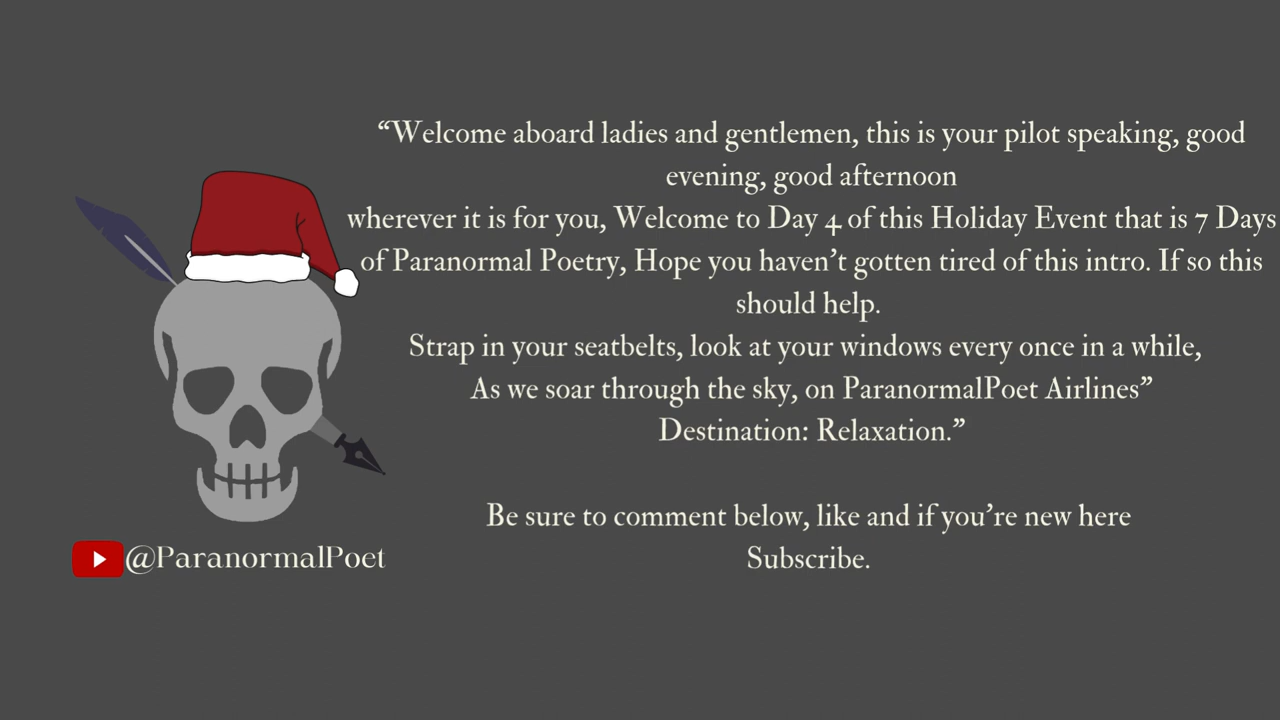 “Welcome aboard ladies and gentlemen, this is your pilot speaking, good
evening, good afternoon
wherever it is for you, Welcome to Day 4 of this Holiday Event that is 7 Days
of Paranormal Poetry, Hope you haven’t gotten tired of this intro. If so this
should help.
Strap in your seatbelts, look at your windows every once in a while,
As we soar through the sky, on ParanormalPoet Airlines”
Destination: Relaxation.”
Be sure to comment below, like and if you’re new here
Subscribe.
@ParanormalPoet